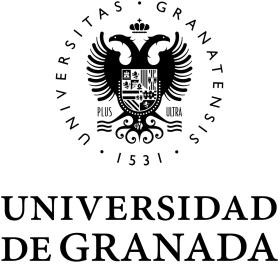 UNIVERSITAS · GRANATENSIS · 1531 ·
PLUS ULTRA
UNIVERSIDAD
DE GRANADA